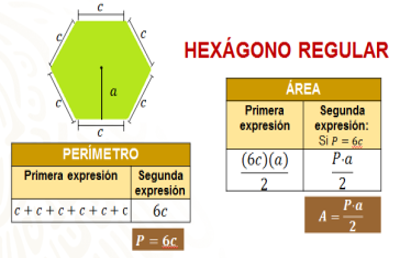 c
c
c
c
c
c
a
HEXÁGONO REGULAR
PERÍMETRO
Primera expresión
Segunda expresión
c + c + c + c + c + c
6c
P = 6c
ÁREA
Primera expresión
Segunda expresión:
Si P = 6c
(6c)(a)
2
P·a
2
A = P·a
2